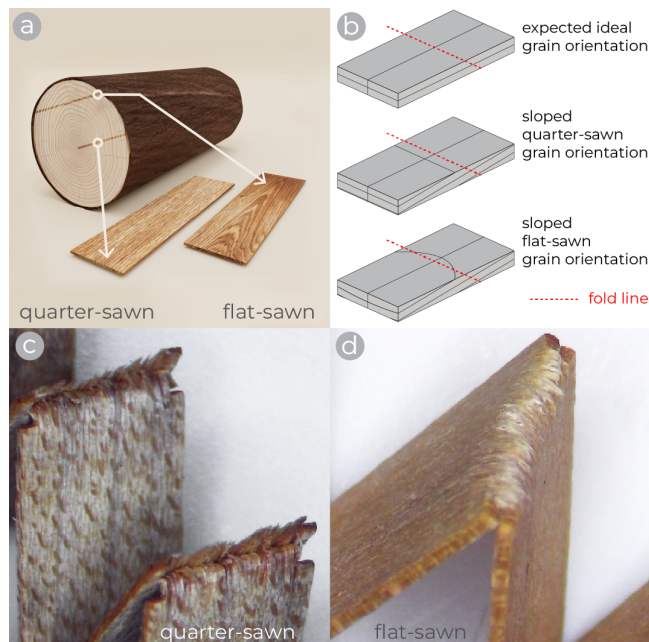 a
quarter-sawn
flat-sawn
b
expected ideal
grain orientation
sloped
quarter-sawn
grain orientation
sloped
flat-sawn
grain orientation
fold line
c
quarter-sawn
d
flat-sawn